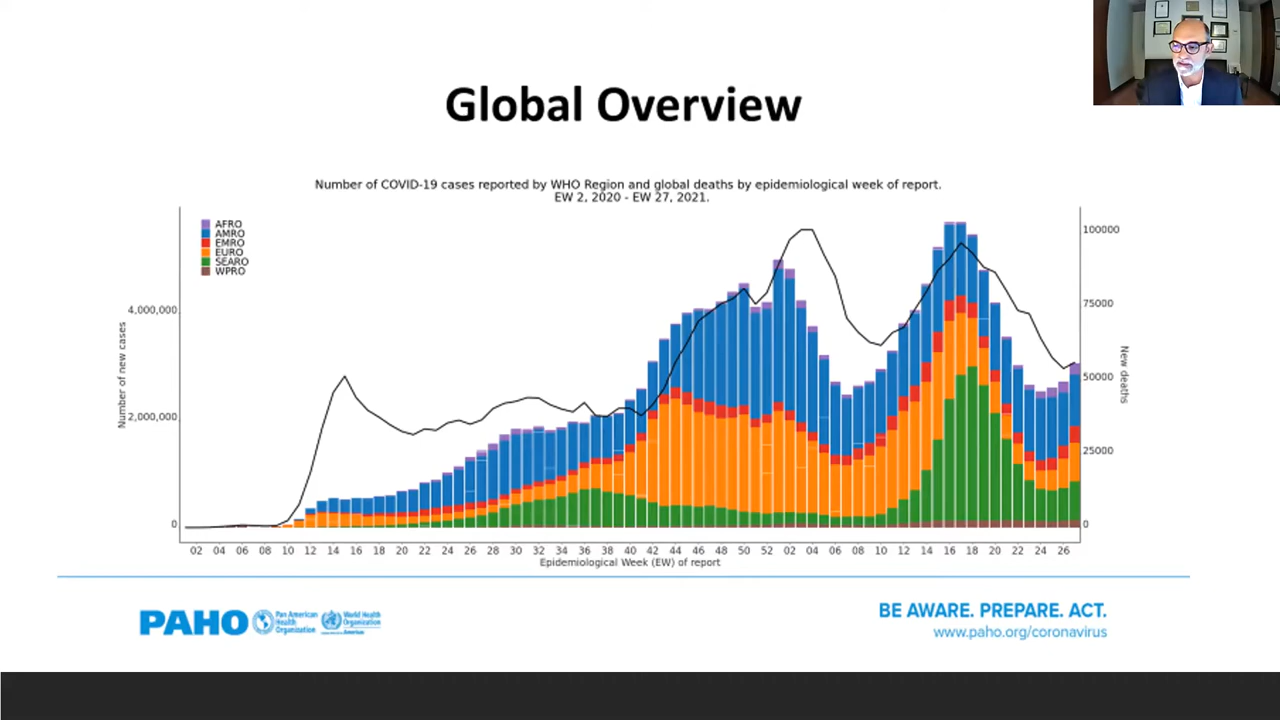 Global Overview
Number of COVID-19 cases reported by WHO Region and global deaths by epidemiological week of report.
EW 2, 2020 - EW 27, 2021.
AFRO
AMRO
EMRO
EURO
SEARO
WPRO
Number of new cases
4,000,000
2,000,000
0
100000
75000
50000
25000
0
New deaths
02 04 06 08 10 12 14 16 18 20 22 24 26 28 30 32 34 36 38 40 42 44 46 48 50 52 02 04 06 08 10 12 14 16 18 20 22 24 26
Epidemiological Week (EW) of report
PAHO
Pan American
Health
Organization
World Health
Organization
Americas
BE AWARE. PREPARE. ACT.
www.paho.org/coronavirus